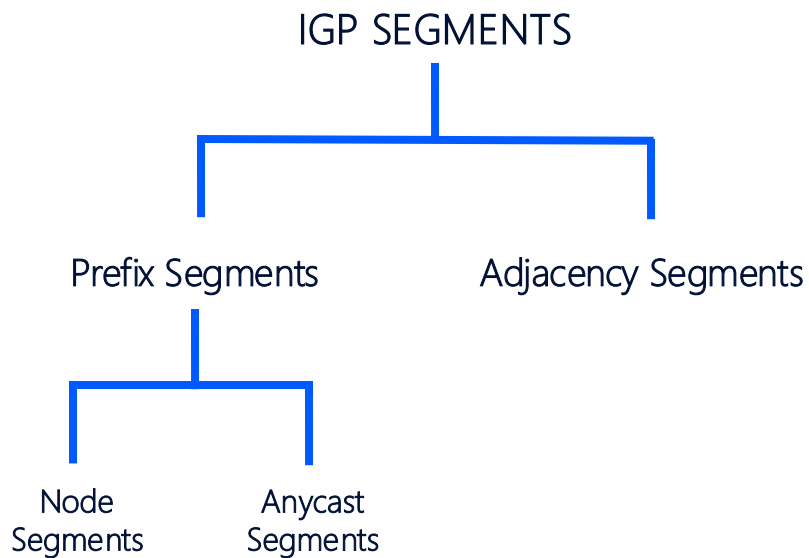 IGP SEGMENTS
Prefix Segments
Adjacency Segments
Node
Segments
Anycast
Segments